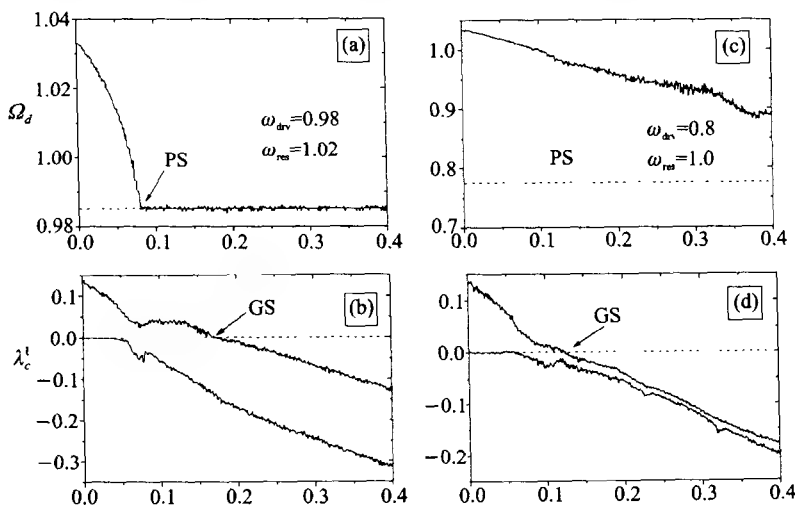 1.04
1.02
1.00
0.98
Ω_d
(a)
ω_drv=0.98
ω_res=1.02
PS
0.0 0.1 0.2 0.3 0.4
1.0
0.9
0.8
0.7
(c)
ω_drv=0.8
ω_res=1.0
PS
0.0 0.1 0.2 0.3 0.4
0.1
0.0
−0.1
−0.2
−0.3
λ_c^1
(b)
GS
0.0 0.1 0.2 0.3 0.4
0.1
0.0
−0.1
−0.2
(d)
GS
0.0 0.1 0.2 0.3 0.4